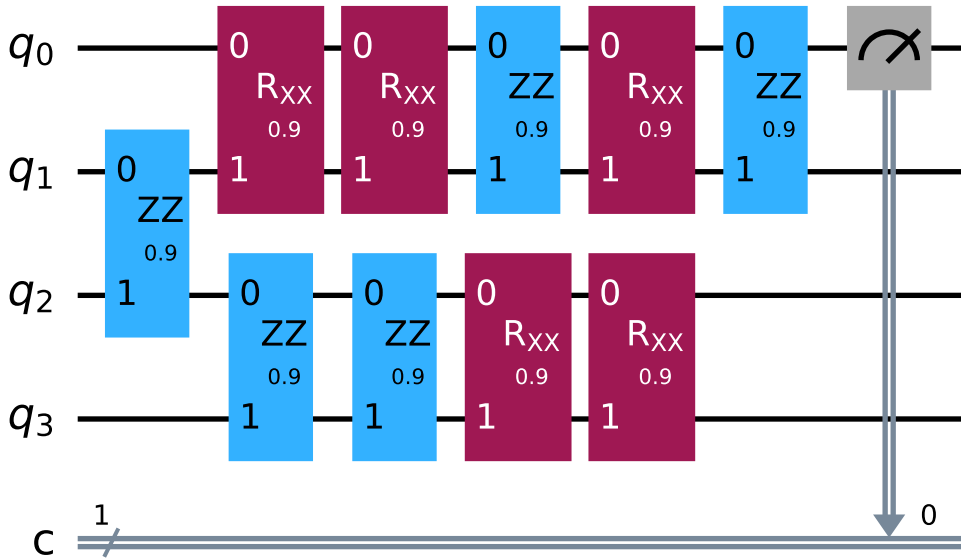 q0 0 RXX 0.9 1 0 RXX 0.9 1 0 ZZ 0.9 1 0 RXX 0.9 1 0 ZZ 0.9 1
q1 0 ZZ 0.9 1
q2 0 ZZ 0.9 1 0 ZZ 0.9 1 0 RXX 0.9 1 0 RXX 0.9 1
q3
c 1 0